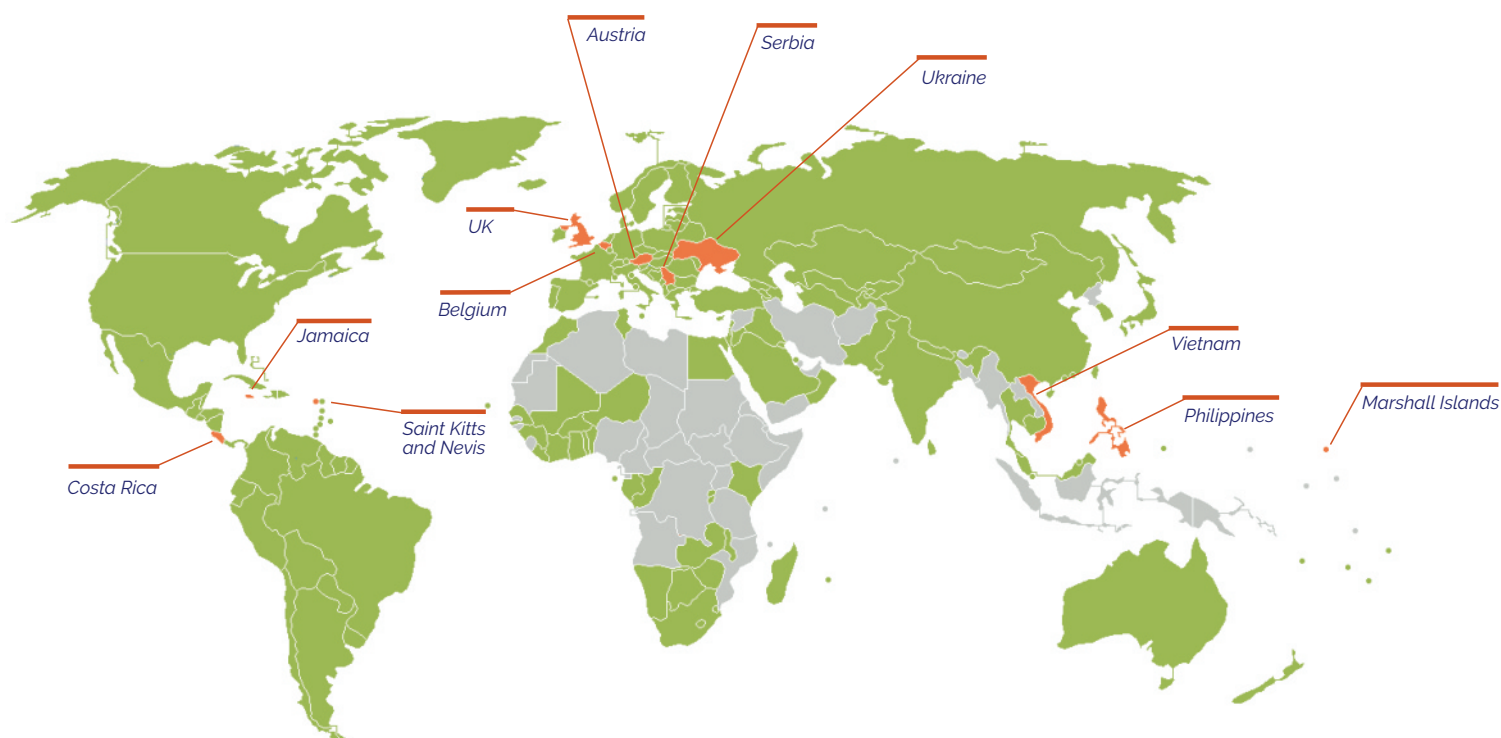 Austria
Serbia
Ukraine
UK
Belgium
Jamaica
Vietnam
Saint Kitts
and Nevis
Philippines
Marshall Islands
Costa Rica